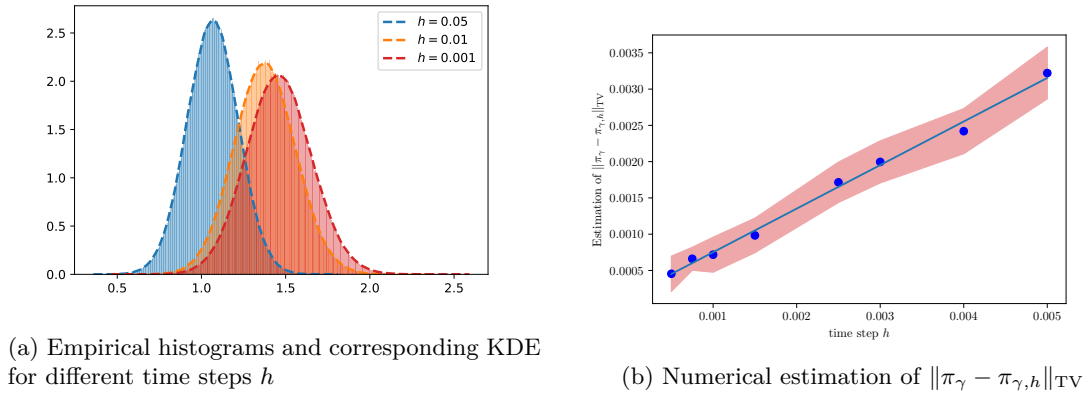 2.5
2.0
1.5
1.0
0.5
0.0
0.5 1.0 1.5 2.0 2.5
h = 0.05
h = 0.01
h = 0.001
(a) Empirical histograms and corresponding KDE
for different time steps h
0.0035
0.0030
0.0025
0.0020
0.0015
0.0010
0.0005
Estimation of ||π_γ − π_{γ,h}||_TV
0.001 0.002 0.003 0.004 0.005
time step h
(b) Numerical estimation of ‖π_γ − π_{γ,h}‖_TV